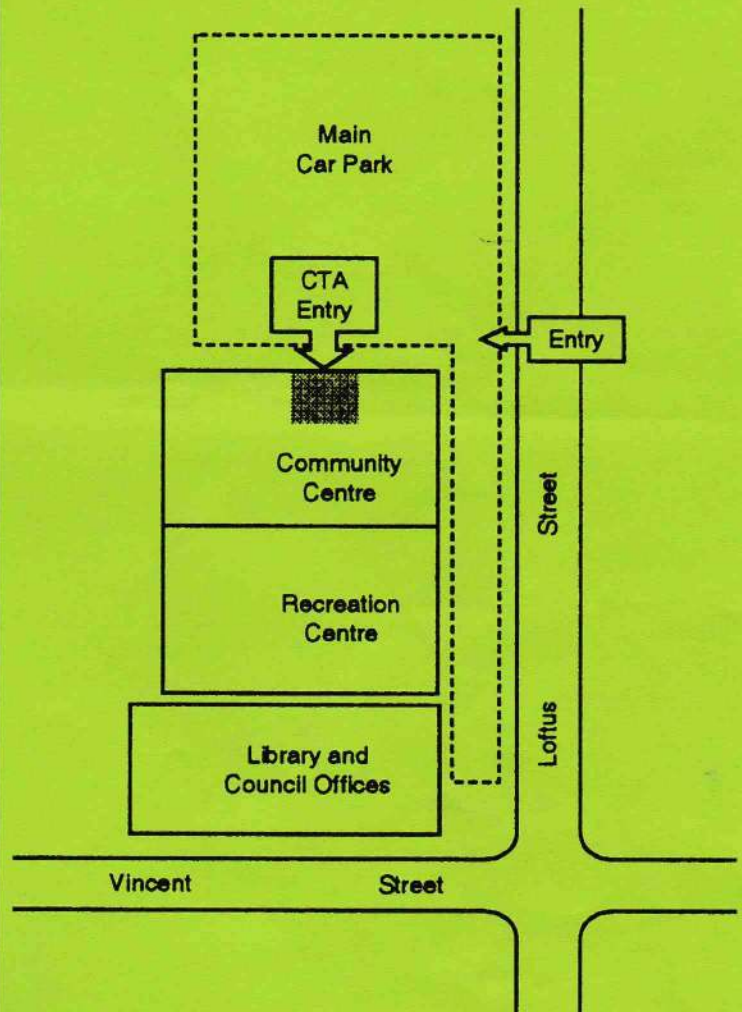 Main
Car Park
CTA
Entry
Entry
Community
Centre
Street
Recreation
Centre
Loftus
Library and
Council Offices
Vincent Street